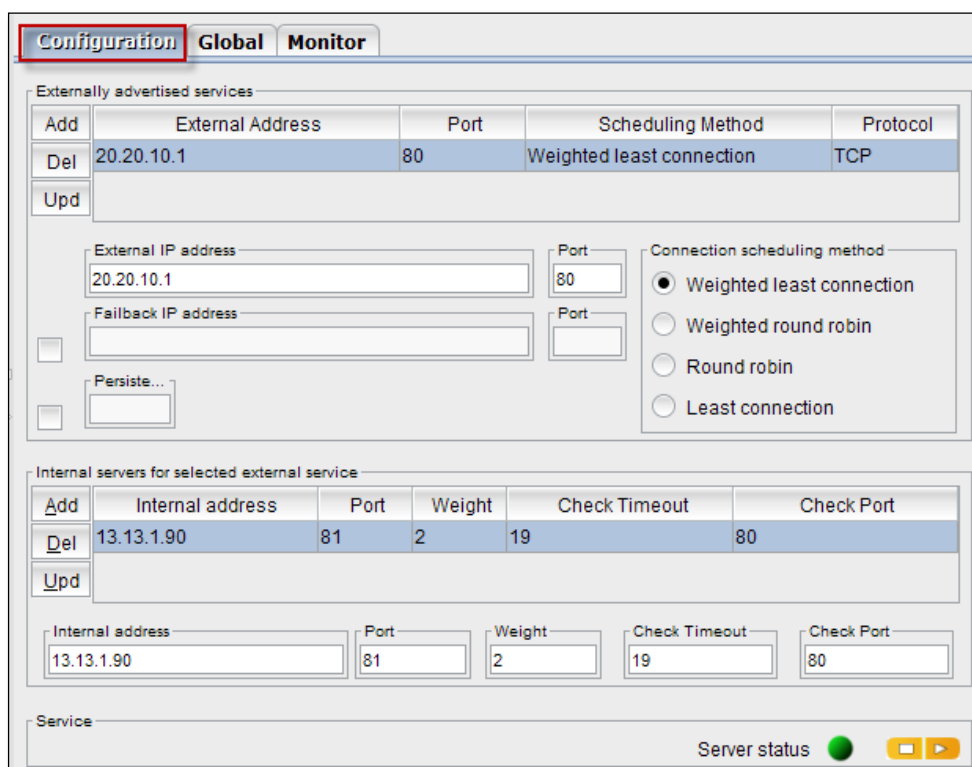 Configuration Global Monitor
Externally advertised services
Add External Address Port Scheduling Method Protocol
Del 20.20.10.1 80 Weighted least connection TCP
Upd
External IP address Port Connection scheduling method
20.20.10.1 80 Weighted least connection
Failback IP address Port Weighted round robin
Round robin
Persiste...
Least connection
Internal servers for selected external service
Add Internal address Port Weight Check Timeout Check Port
Del 13.13.1.90 81 2 19 80
Upd
Internal address Port Weight Check Timeout Check Port
13.13.1.90 81 2 19 80
Service
Server status